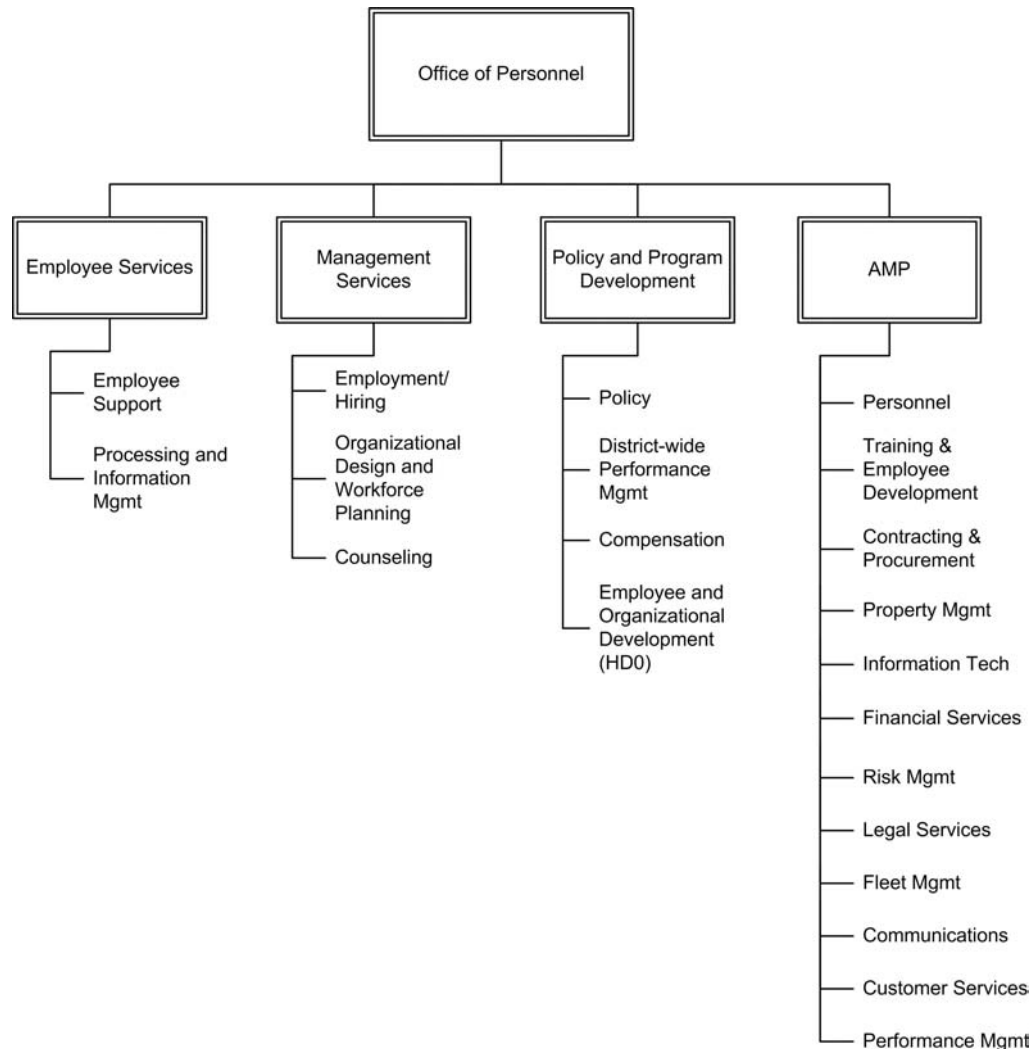 Office of Personnel
Employee Services
Management
Services
Policy and Program
Development
AMP
Employee
Support
Processing and
Information
Mgmt
Employment/
Hiring
Organizational
Design and
Workforce
Planning
Counseling
Policy
District-wide
Performance
Mgmt
Compensation
Employee and
Organizational
Development
(HD0)
Personnel
Training &
Employee
Development
Contracting &
Procurement
Property Mgmt
Information Tech
Financial Services
Risk Mgmt
Legal Services
Fleet Mgmt
Communications
Customer Services
Performance Mgmt